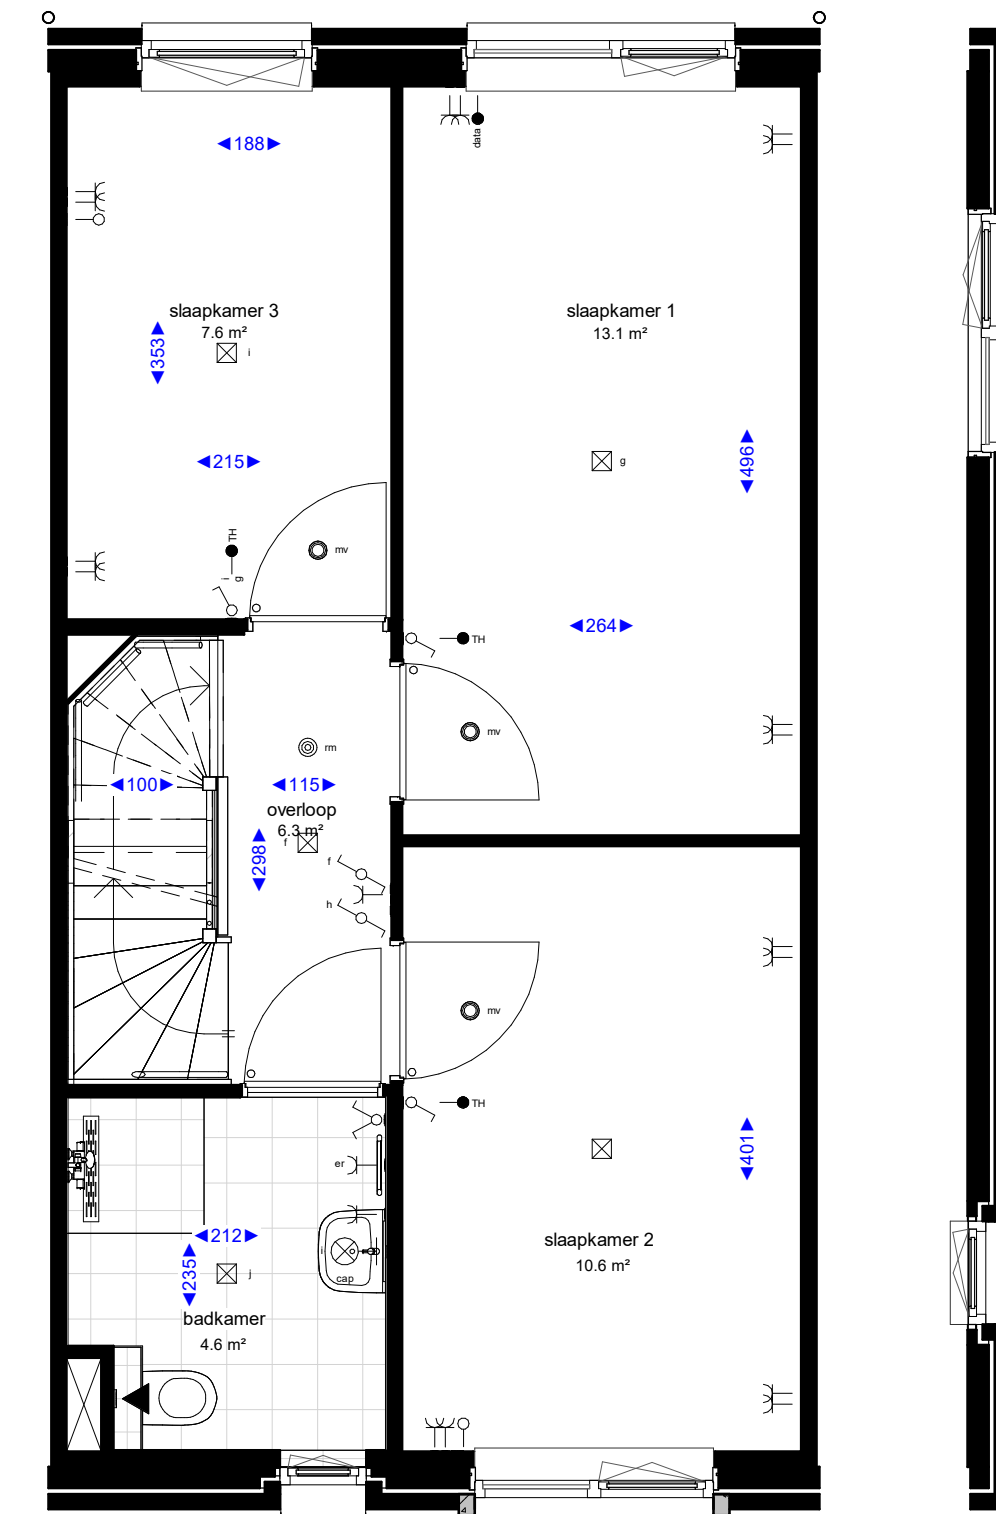 188
data
slaapkamer 3
7.6 m²
i
353
slaapkamer 1
13.1 m²
215
g
496
TH
i
g
mv
264
TH
mv
rm
100
115
overloop
6.3 m²
f
298
f
h
mv
TH
er
401
212
235
j
cap
slaapkamer 2
10.6 m²
badkamer
4.6 m²